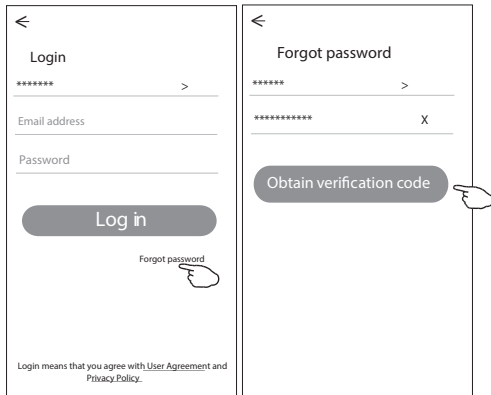 Login
*******
>
Email address
Password
Log in
Forgot password
Login means that you agree with User Agreement and
Privacy Policy
Forgot password
******
>
***********
X
Obtain verification code